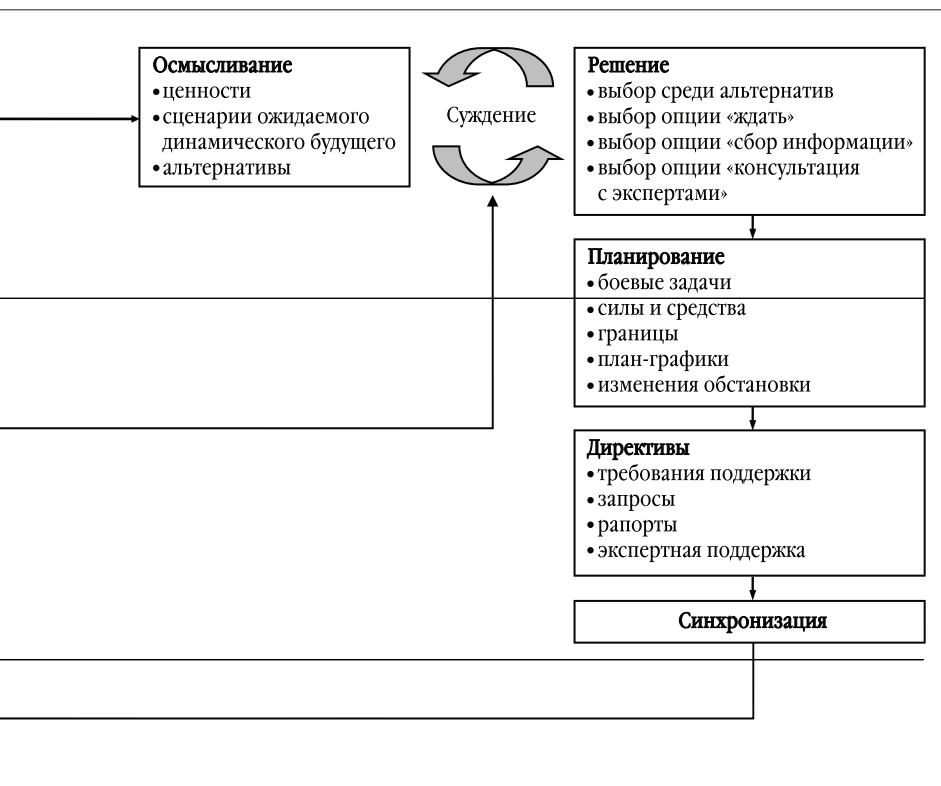 Осмысливание
• ценности
• сценарии ожидаемого
динамического будущего
• альтернативы
Суждение
Решение
• выбор среди альтернатив
• выбор опции «ждать»
• выбор опции «сбор информации»
• выбор опции «консультация
с экспертами»
Планирование
• боевые задачи
• силы и средства
• границы
• план-графики
• изменения обстановки
Директивы
• требования поддержки
• запросы
• рапорты
• экспертная поддержка
Синхронизация